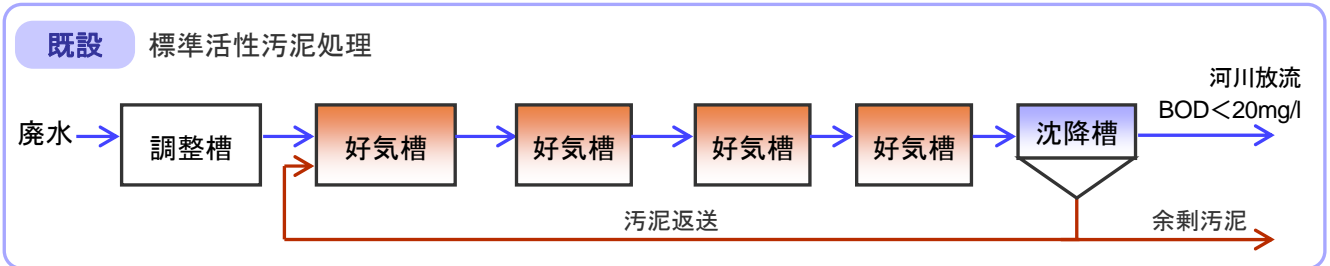 既設 標準活性汚泥処理
河川放流
BOD＜20mg/l
廃水
調整槽
好気槽
好気槽
好気槽
好気槽
沈降槽
汚泥返送
余剰汚泥